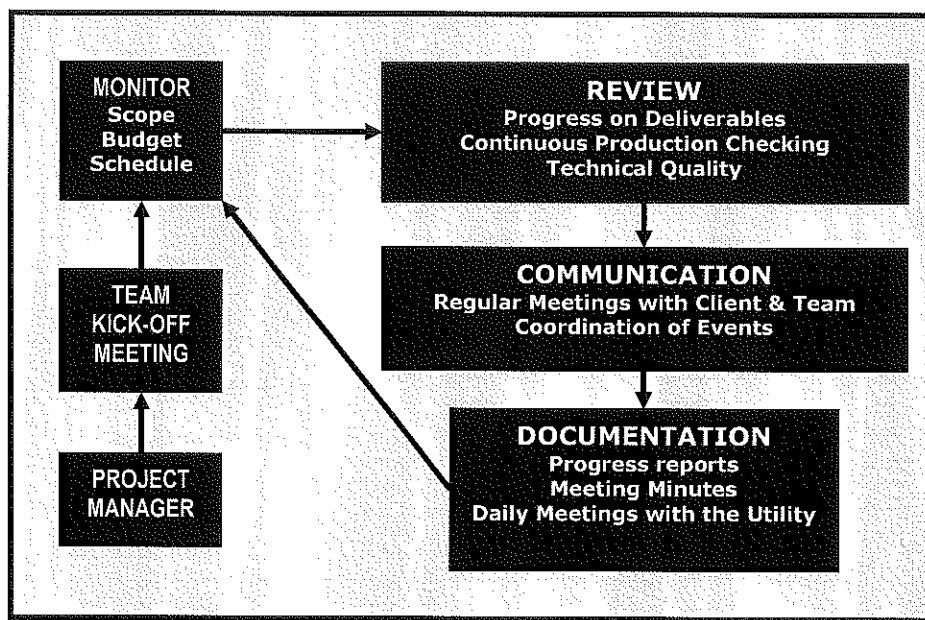 MONITOR
Scope
Budget
Schedule
TEAM
KICK-OFF
MEETING
PROJECT
MANAGER
REVIEW
Progress on Deliverables
Continuous Production Checking
Technical Quality
COMMUNICATION
Regular Meetings with Client & Team
Coordination of Events
DOCUMENTATION
Progress reports
Meeting Minutes
Daily Meetings with the Utility